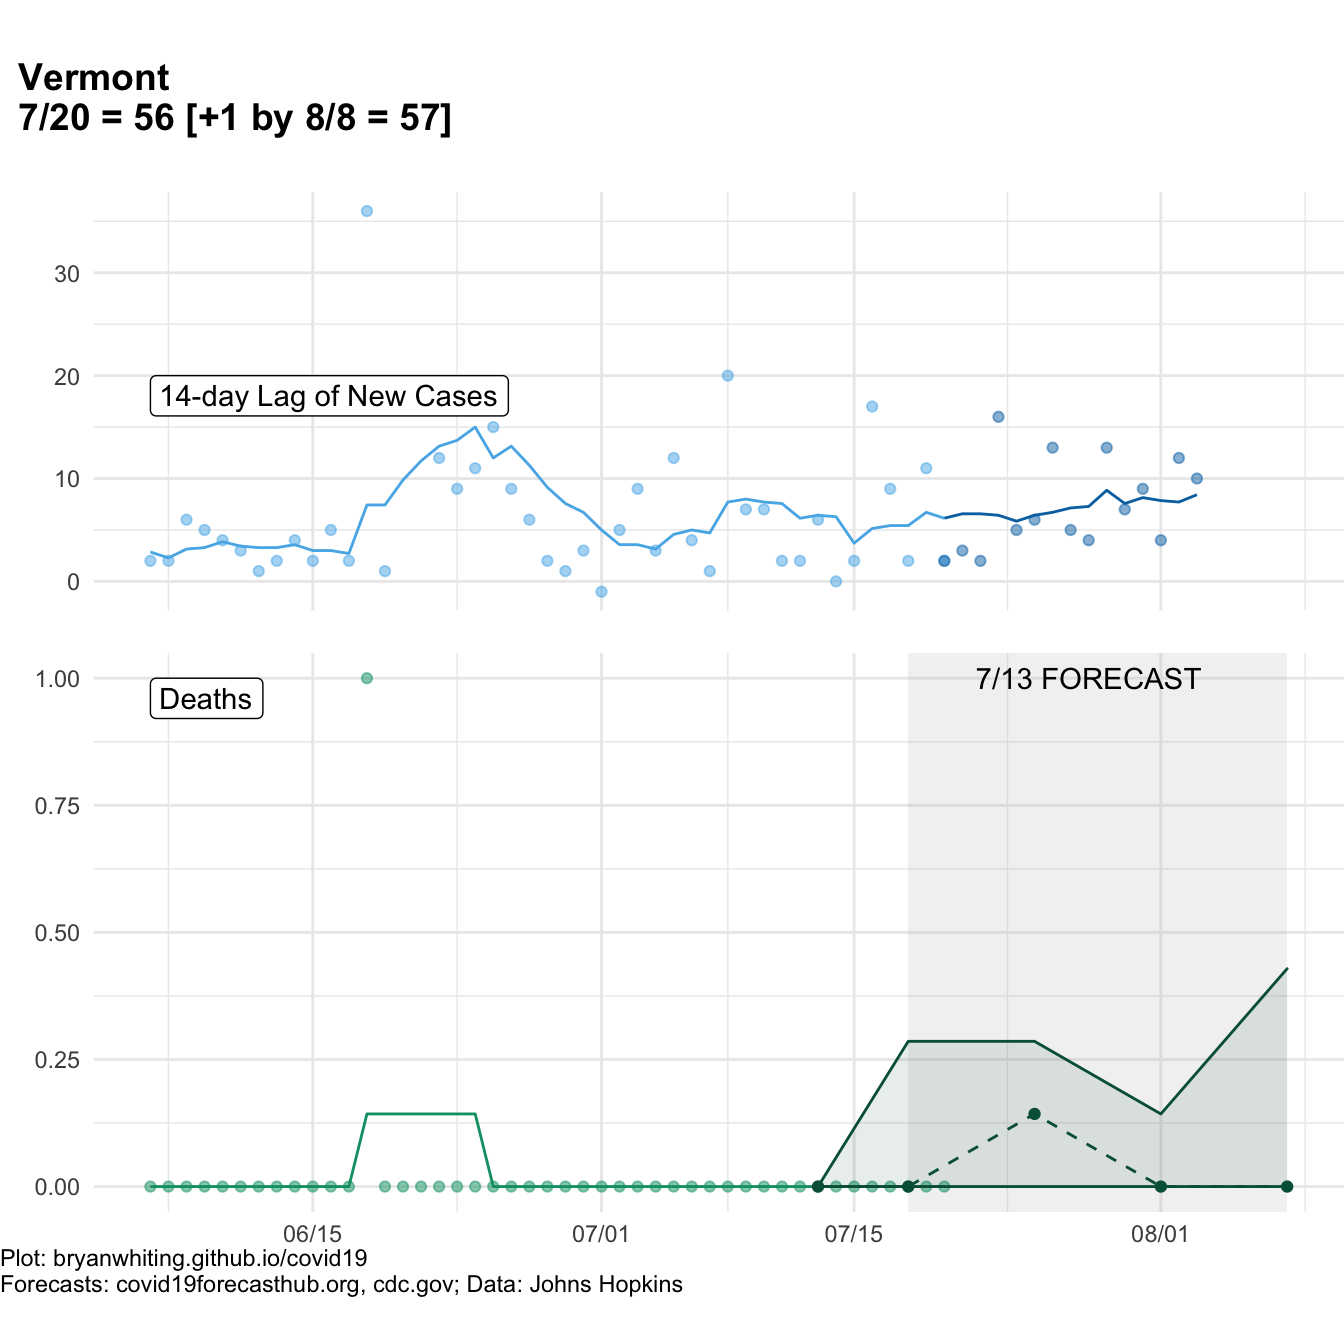 Vermont
7/20 = 56 [+1 by 8/8 = 57]
30
20
10
0
14-day Lag of New Cases
1.00
0.75
0.50
0.25
0.00
Deaths
7/13 FORECAST
06/15
07/01
07/15
08/01
Plot: bryanwhiting.github.io/covid19
Forecasts: covid19forecasthub.org, cdc.gov; Data: Johns Hopkins